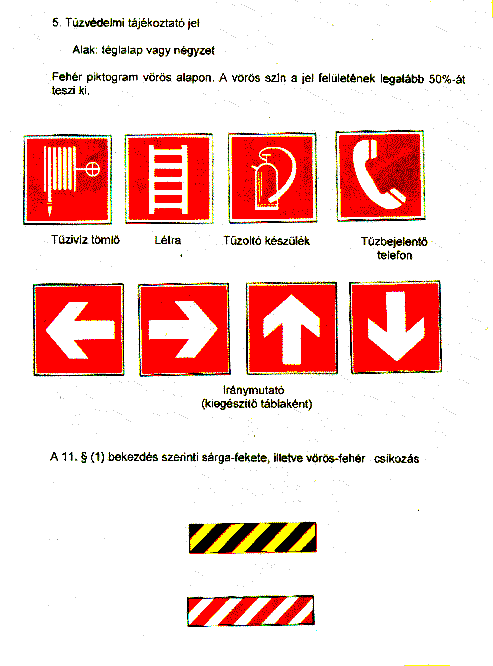 5. Tűzvédelmi tájékoztató jel
Alak: téglalap vagy négyzet
Fehér piktogram vörös alapon. A vörös szín a jel felületének legalább 50%-át
teszi ki.
Tűzivíz tömlő
Létra
Tűzoltó készülék
Tűzbejelentő
telefon
Iránymutató
(kiegészítő táblaként)
A 11. § (1) bekezdés szerinti sárga-fekete, illetve vörös-fehér csíkozás